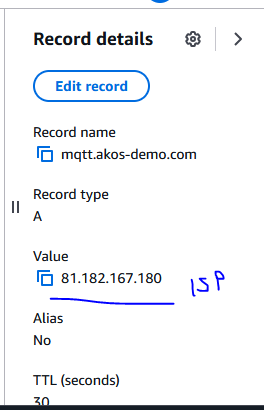 Record details
Edit record
Record name
mqtt.akos-demo.com
Record type
A
Value
81.182.167.180
ISP
Alias
No
TTL (seconds)
30